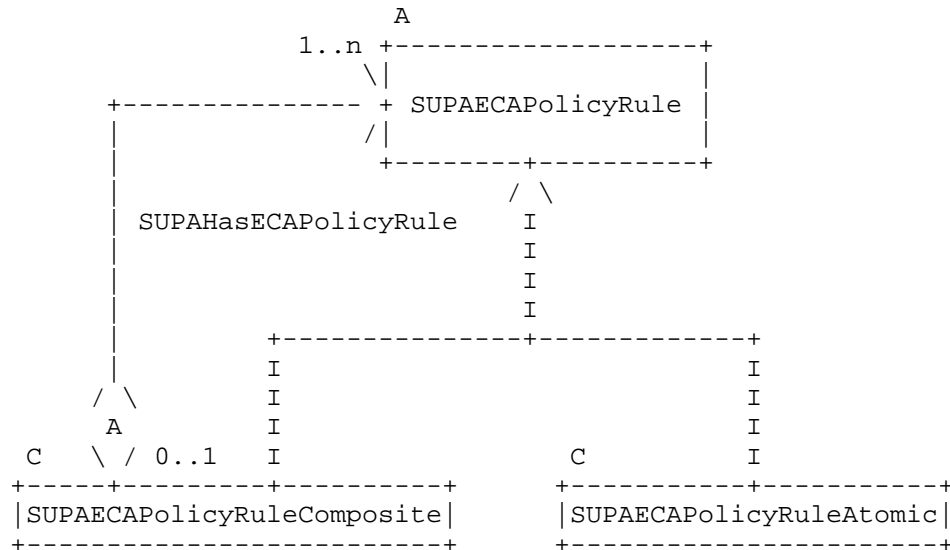 A
1..n
SUPAECAPolicyRule
SUPAHasECAPolicyRule I
I
I
I
I I
I I
A I I
C 0..1 I C I
SUPAECAPolicyRuleComposite SUPAECAPolicyRuleAtomic